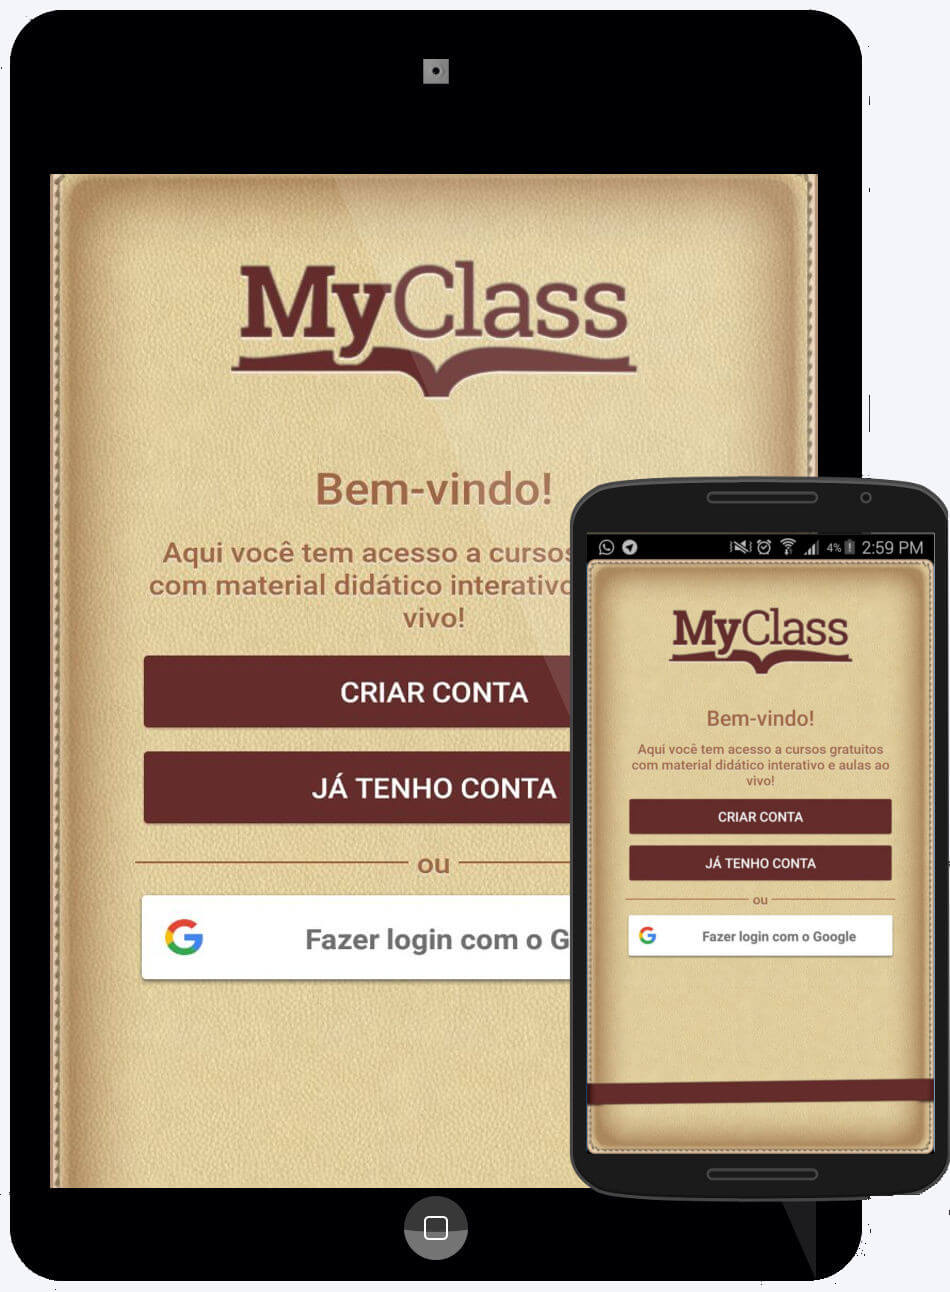 MyClass
Bem-vindo!
Aqui você tem acesso a cursos
com material didático interativo
vivo!
CRIAR CONTA
JÁ TENHO CONTA
ou
Fazer login com o G
4% 2:59 PM
MyClass
Bem-vindo!
Aqui você tem acesso a cursos gratuitos
com material didático interativo e aulas ao
vivo!
CRIAR CONTA
JÁ TENHO CONTA
ou
Fazer login com o Google